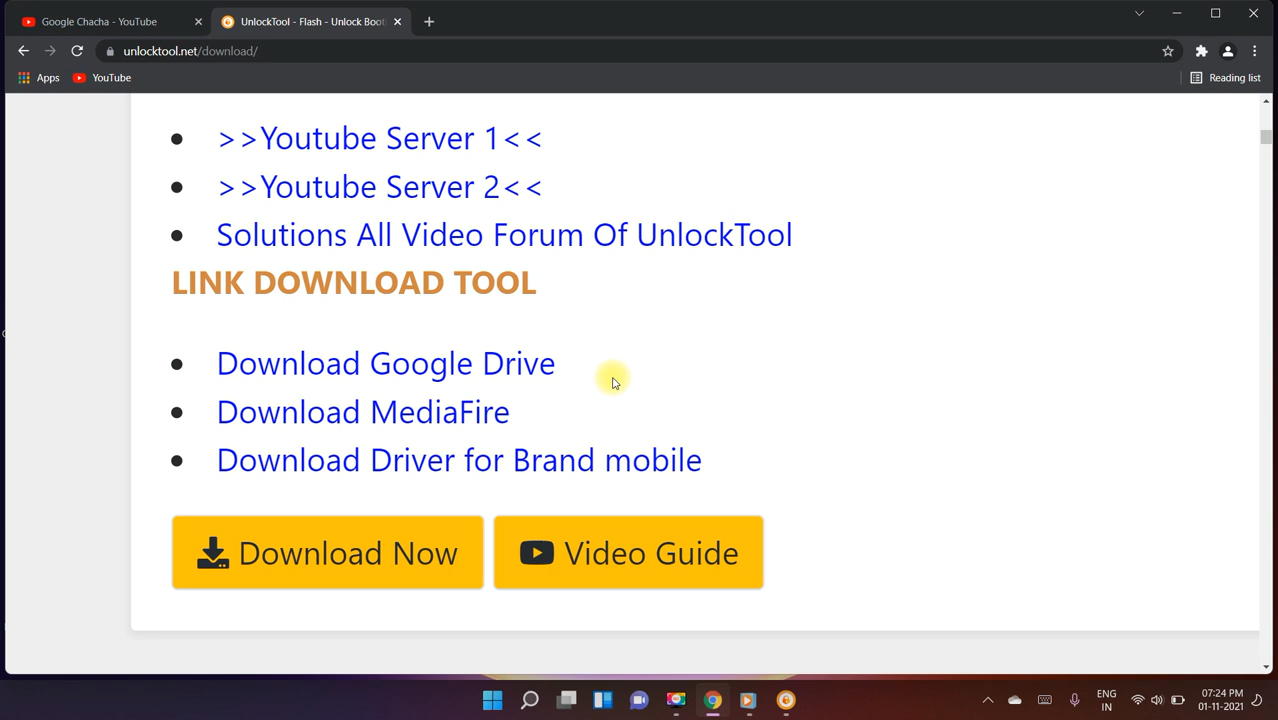 Google Chacha - YouTube
UnlockTool - Flash - Unlock Boot
unlocktool.net/download/
Apps
YouTube
Reading list
>>Youtube Server 1<<
>>Youtube Server 2<<
Solutions All Video Forum Of UnlockTool
LINK DOWNLOAD TOOL
Download Google Drive
Download MediaFire
Download Driver for Brand mobile
Download Now
Video Guide
ENG
IN
07:24 PM
01-11-2021